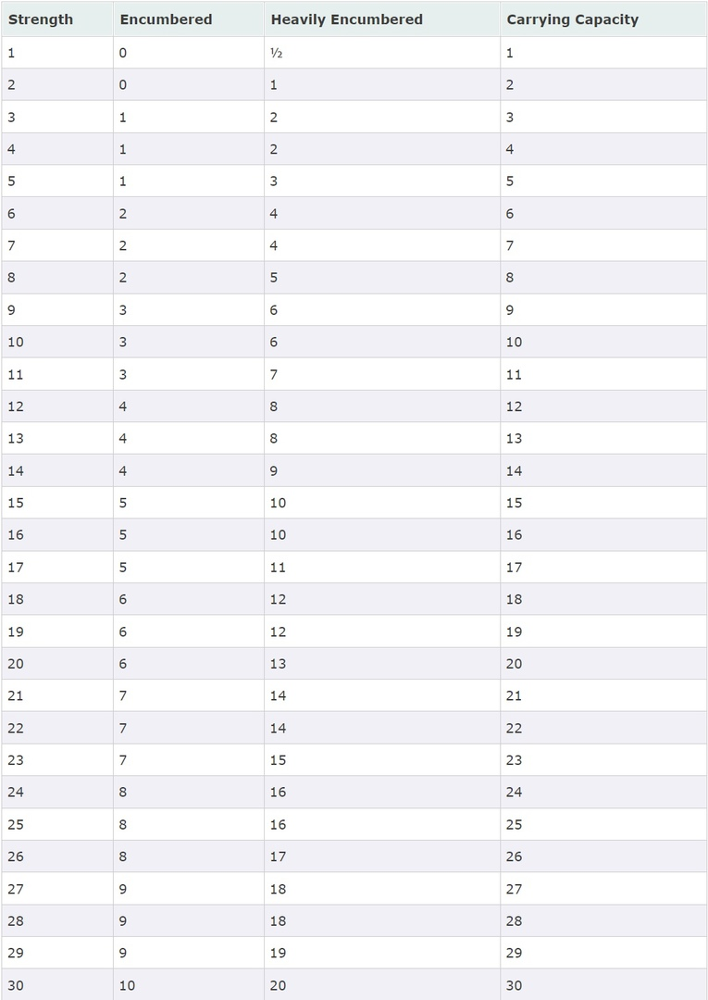 Strength Encumbered Heavily Encumbered Carrying Capacity
1 0 ½ 1
2 0 1 2
3 1 2 3
4 1 2 4
5 1 3 5
6 2 4 6
7 2 4 7
8 2 5 8
9 3 6 9
10 3 6 10
11 3 7 11
12 4 8 12
13 4 8 13
14 4 9 14
15 5 10 15
16 5 10 16
17 5 11 17
18 6 12 18
19 6 12 19
20 6 13 20
21 7 14 21
22 7 14 22
23 7 15 23
24 8 16 24
25 8 16 25
26 8 17 26
27 9 18 27
28 9 18 28
29 9 19 29
30 10 20 30